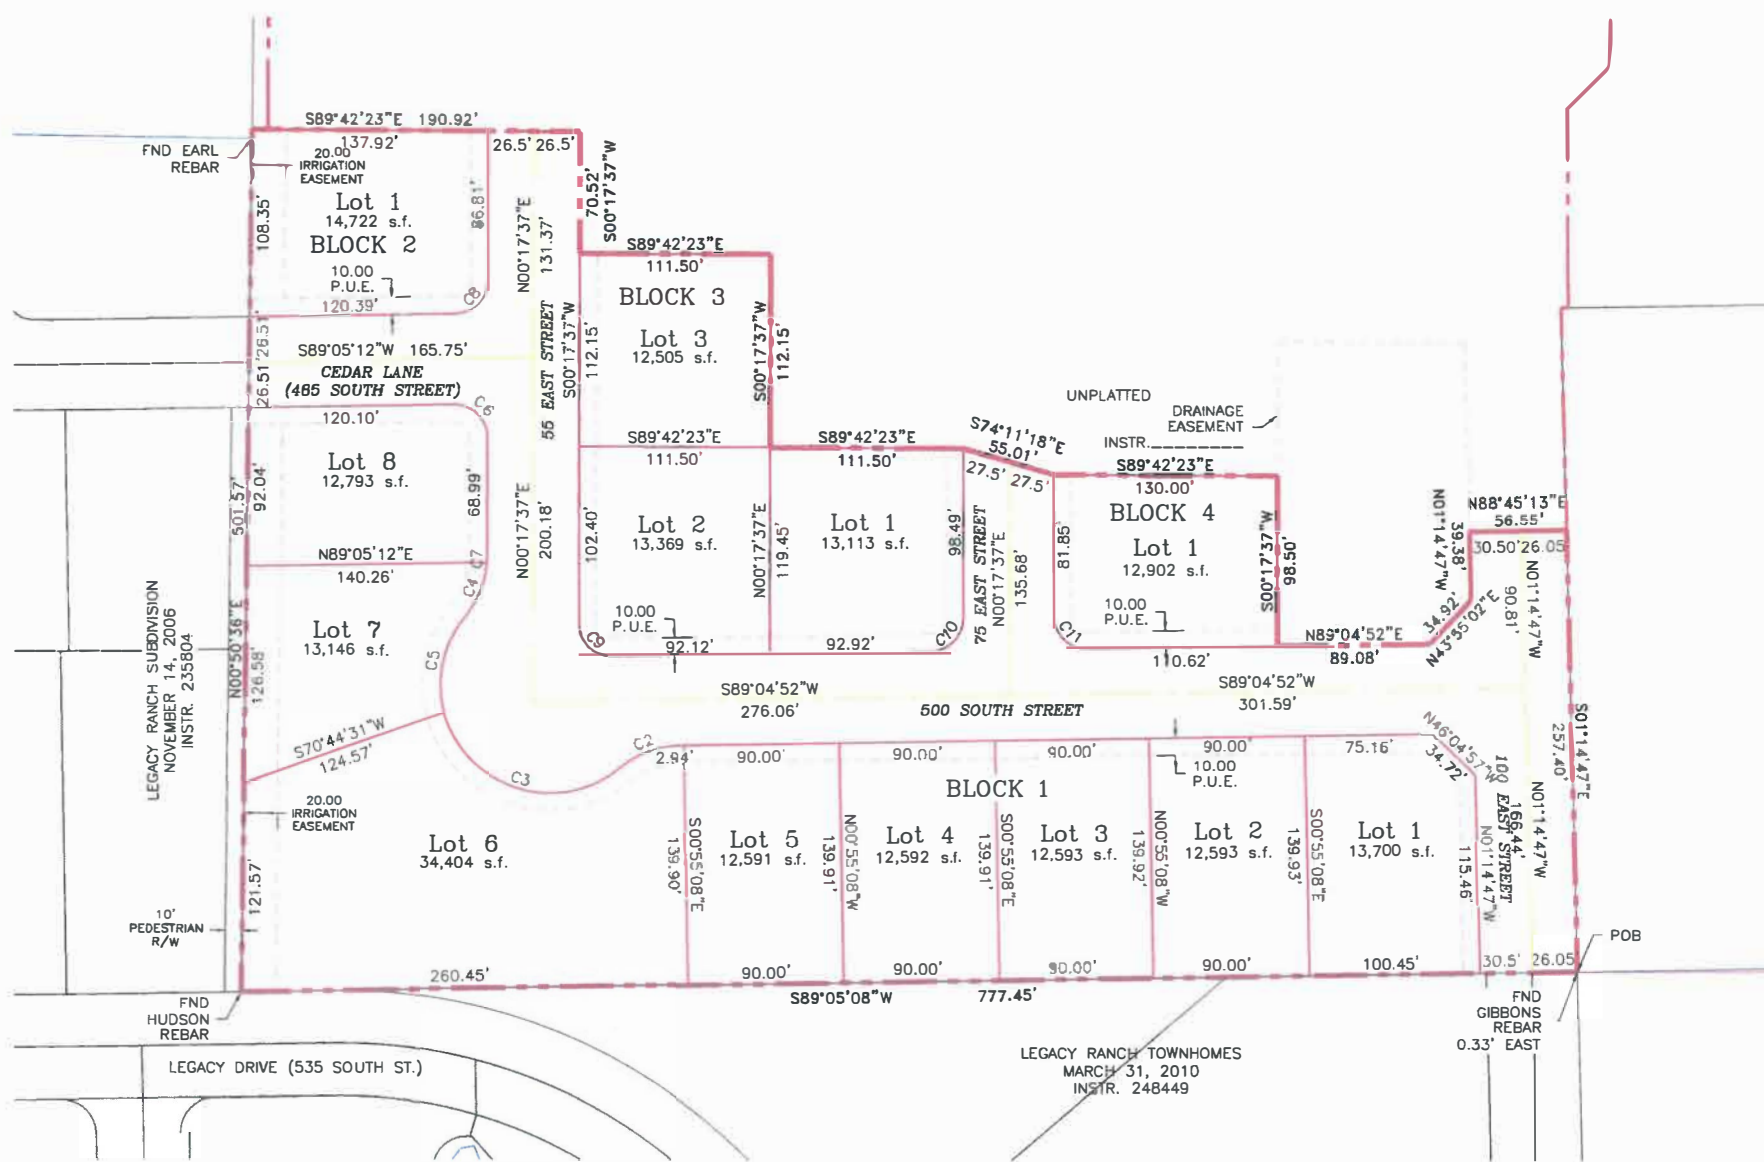 S89°42'23"E 190.92'
137.92'
26.5' 26.5'
FND EARL
REBAR
20.00
IRRIGATION
EASEMENT
Lot 1
14,722 s.f.
BLOCK 2
108.35'
86.81'
10.00
P.U.E.
120.39'
C8
N00°17'37"E 131.37'
70.52'
S00°17'37"W
S89°42'23"E
111.50'
BLOCK 3
Lot 3
12,505 s.f.
55 EAST STREET
S00°17'37"W
112.15'
S00°17'37"W
112.15'
26.51' 26.51'
S89°05'12"W 165.75'
CEDAR LANE
(485 SOUTH STREET)
120.10'
C6
Lot 8
12,793 s.f.
501.57'
92.04'
68.99'
N89°05'12"E
140.26'
C7
C4
N00°17'37"E
200.18'
S89°42'23"E
111.50'
S89°42'23"E
111.50'
Lot 2
13,369 s.f.
102.40'
N00°17'37"E
119.45'
Lot 1
13,113 s.f.
98.49'
10.00
P.U.E.
C9
92.12'
92.92'
C10
UNPLATTED
DRAINAGE
EASEMENT
INSTR.
S74°11'18"E
55.01'
27.5' 27.5'
S89°42'23"E
130.00'
BLOCK 4
Lot 1
12,902 s.f.
75 EAST STREET
N00°17'37"E
135.68'
81.85'
S00°17'37"W
98.50'
10.00
P.U.E.
C11
110.62'
N89°04'52"E
89.08'
34.92'
N43°55'02"E
N01°14'47"W
39.38'
N88°45'13"E
56.55'
30.50' 26.05'
N01°14'47"W
90.81'
LEGACY RANCH SUBDIVISION
NOVEMBER 14, 2006
INSTR. 235804
N00°50'36"E
126.58'
Lot 7
13,146 s.f.
C5
S70°44'31"W
124.57'
C3
C2
S89°04'52"W
276.06'
500 SOUTH STREET
S89°04'52"W
301.59'
2.94'
90.00'
90.00'
90.00'
90.00'
75.16'
10.00
P.U.E.
BLOCK 1
N46°04'57"W
34.72'
100 EAST STREET
166.44'
N01°14'47"W
S01°14'47"E
257.40'
20.00
IRRIGATION
EASEMENT
Lot 6
34,404 s.f.
121.57'
139.90'
S00°55'08"E
Lot 5
12,591 s.f.
139.91'
N00°55'08"W
Lot 4
12,592 s.f.
139.91'
S00°55'08"E
Lot 3
12,593 s.f.
139.92'
N00°55'08"W
Lot 2
12,593 s.f.
139.93'
S00°55'08"E
Lot 1
13,700 s.f.
115.46'
N01°14'47"W
10'
PEDESTRIAN
R/W
POB
260.45'
90.00'
90.00'
90.00'
90.00'
100.45'
30.5' 26.05
S89°05'08"W 777.45'
FND
HUDSON
REBAR
FND
GIBBONS
REBAR
0.33' EAST
LEGACY DRIVE (535 SOUTH ST.)
LEGACY RANCH TOWNHOMES
MARCH 31, 2010
INSTR. 248449